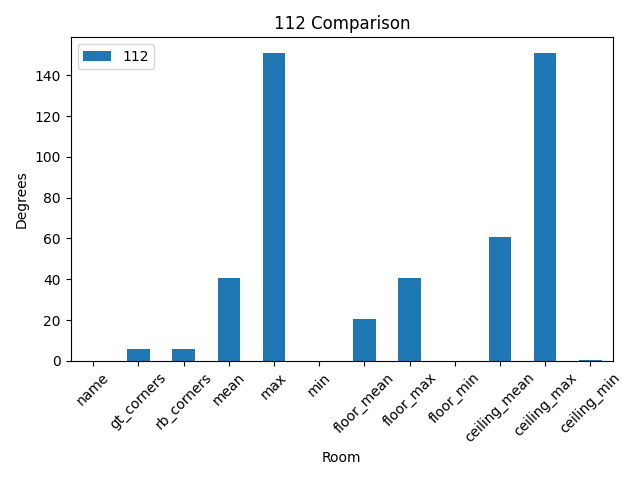 112 Comparison
112
Degrees
140
120
100
80
60
40
20
0
name
gt_corners
rb_corners
mean
max
min
floor_mean
floor_max
floor_min
ceiling_mean
ceiling_max
ceiling_min
Room